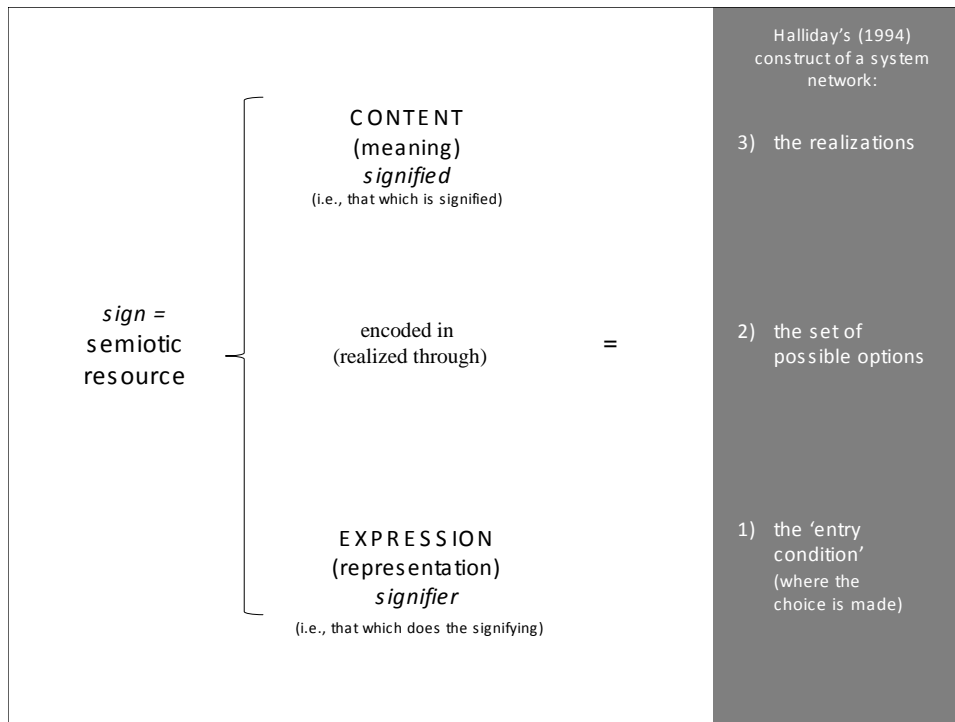 Halliday's (1994)
construct of a system
network:
CONTENT
(meaning)
signified
(i.e., that which is signified)
3) the realizations
sign =
semiotic
resource
encoded in
(realized through)
=
2) the set of
possible options
EXPRESSION
(representation)
signifier
(i.e., that which does the signifying)
1) the ‘entry
condition’
(where the
choice is made)